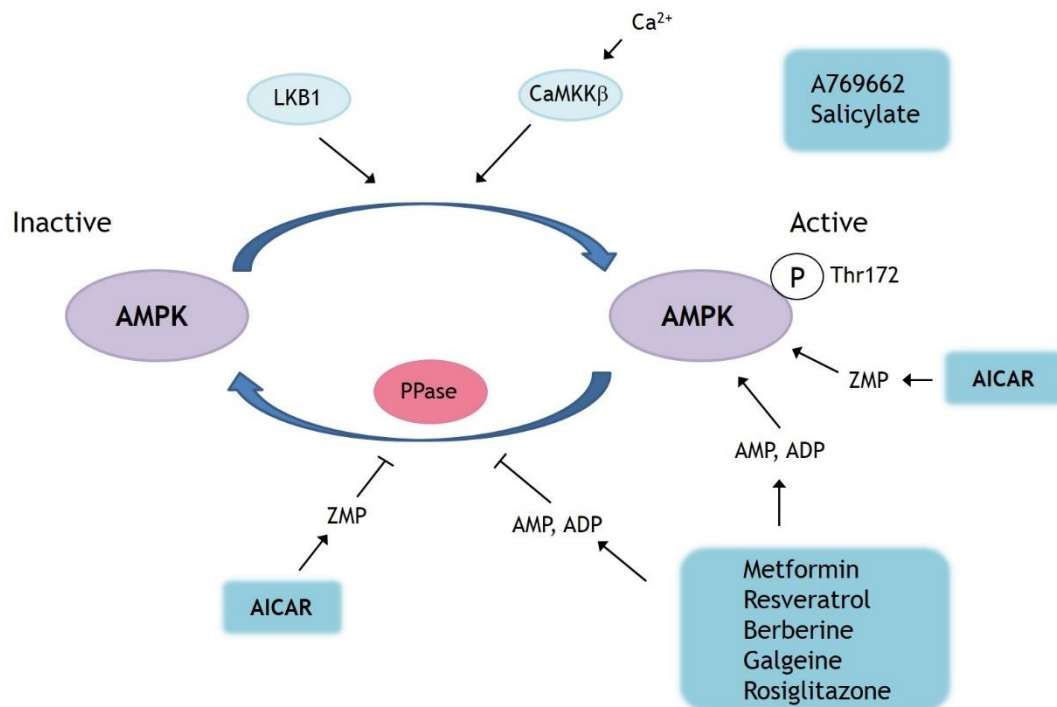 Ca²⁺
LKB1
CaMKKβ
A769662
Salicylate
Inactive
Active
AMPK
AMPK
P
Thr172
PPase
ZMP
AICAR
AMP, ADP
ZMP
AMP, ADP
AICAR
Metformin
Resveratrol
Berberine
Galgeine
Rosiglitazone